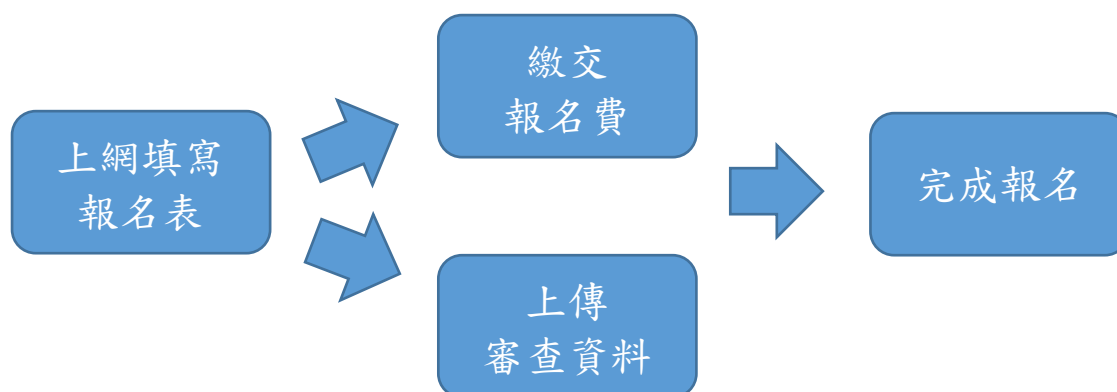 上網填寫
報名表
繳交
報名費
上傳
審查資料
完成報名